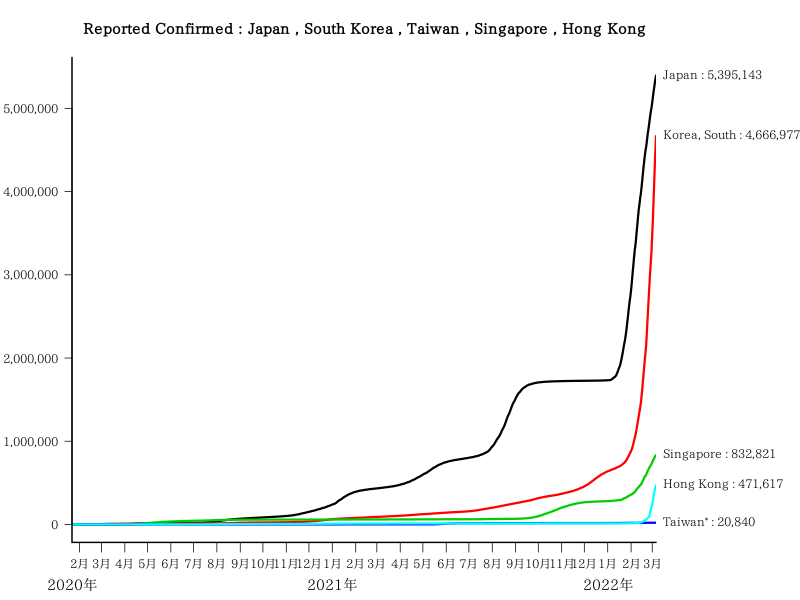 Reported Confirmed : Japan , South Korea , Taiwan , Singapore , Hong Kong
Japan : 5,395,143
5,000,000
Korea, South : 4,666,977
4,000,000
3,000,000
2,000,000
1,000,000
Singapore : 832,821
Hong Kong : 471,617
Taiwan* : 20,840
0
2月 3月 4月 5月 6月 7月 8月 9月 10月 11月 12月 1月 2月 3月 4月 5月 6月 7月 8月 9月 10月 11月 12月 1月 2月 3月
2020年 2021年 2022年